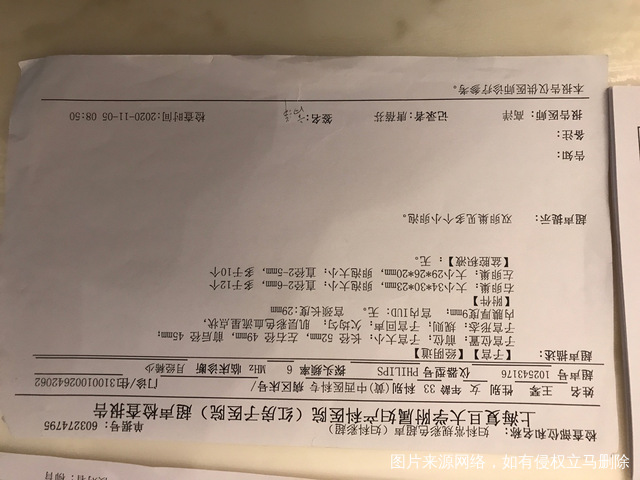 上海复旦大学附属妇产科医院（红房子医院）超声检查报告
检查部位和名称：妇科常规彩色超声（妇科彩超） 单据号：603274795
姓名 王琴 性别 女 年龄 33 科别(黄)中西医科专科 病区床号/ 门诊/住1310010002642062
超声号 102543176 仪器型号 PHILIPS 探头频率 6 MHz 临床诊断 月经稀少
超声描述： 【经阴道】
【子宫】
子宫位置：前位；子宫大小：长径 52mm，左右径 49mm，前后径 45mm；
子宫形态：规则；子宫回声：欠均；肌层彩色血流星点状，
内膜厚度：9mm；宫内IUD：无。 宫颈长度：29mm
【附件】
右卵巢：大小34*30*23mm，卵泡大小：直径2-6mm，多于12个
左卵巢：大小29*26*20mm，卵泡大小：直径2-5mm，多于10个
【盆腔积液】：无。
超声提示： 双卵巢见多个小卵泡。
告知：
备注：
报告医师：高洋 记录者：唐蓓芬 签名： 检查时间：2020-11-05 08:50
本报告仅供医师诊疗参考。
图片来源网络，如有侵权立马删除